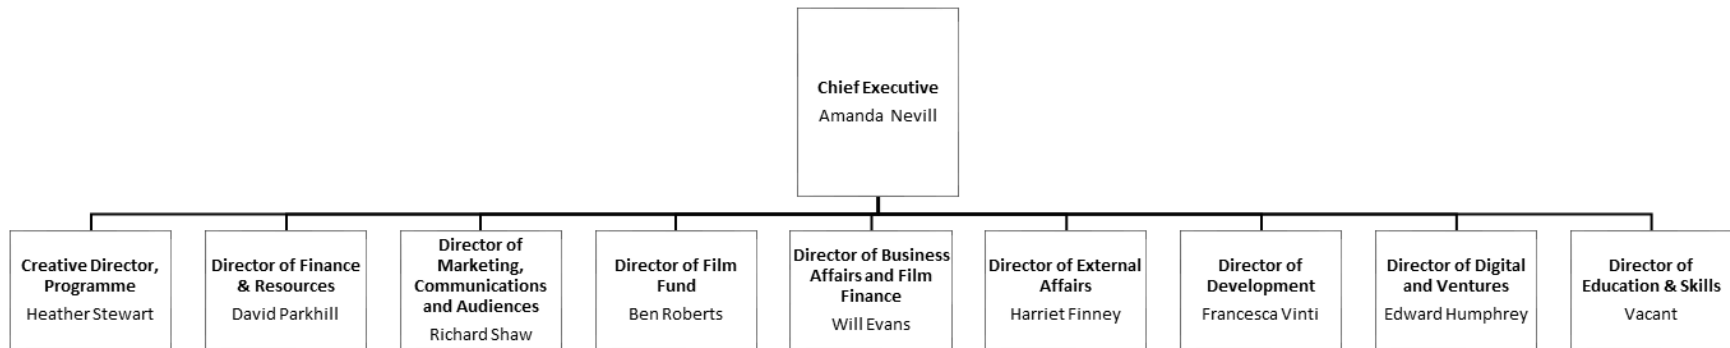 Chief Executive
Amanda Nevill
Creative Director,
Programme
Heather Stewart
Director of Finance
& Resources
David Parkhill
Director of
Marketing,
Communications
and Audiences
Richard Shaw
Director of Film
Fund
Ben Roberts
Director of Business
Affairs and Film
Finance
Will Evans
Director of External
Affairs
Harriet Finney
Director of
Development
Francesca Vinti
Director of Digital
and Ventures
Edward Humphrey
Director of
Education & Skills
Vacant